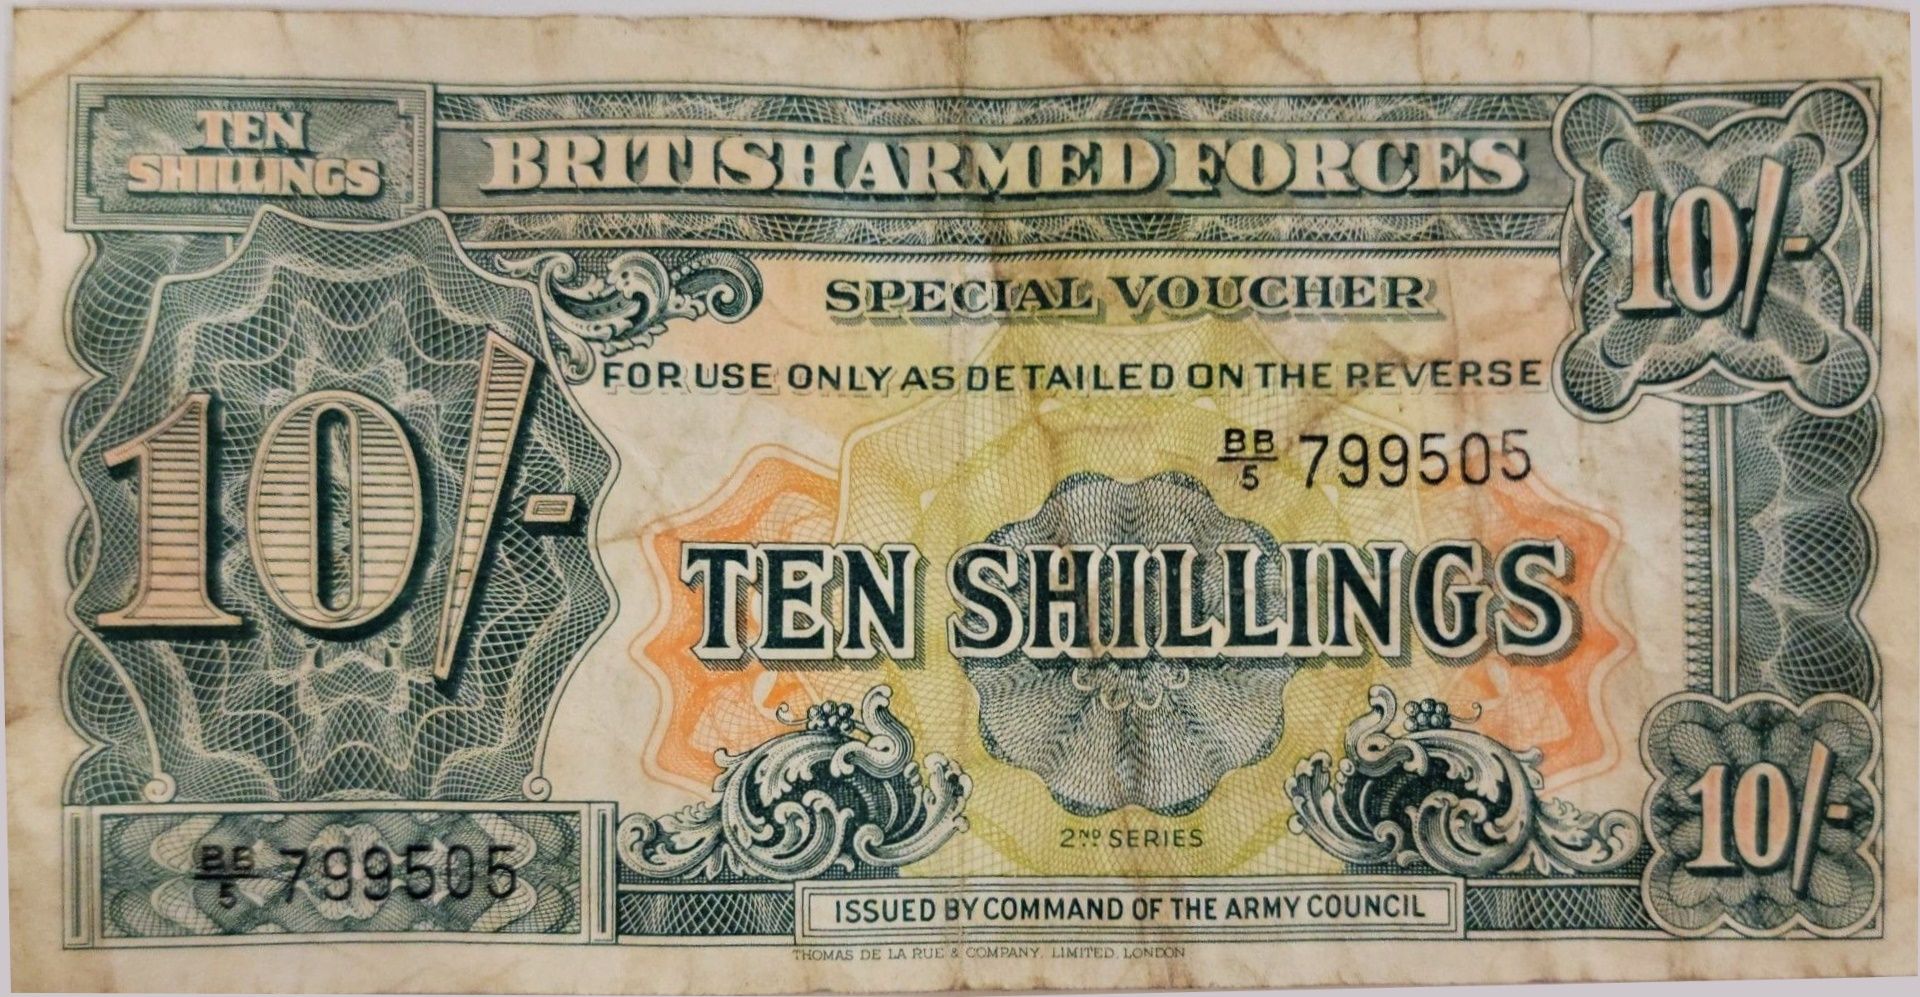 TEN
SHILLINGS
BRITISH ARMED FORCES
10/-
SPECIAL VOUCHER
FOR USE ONLY AS DETAILED ON THE REVERSE
BB/5 799505
10/-
TEN SHILLINGS
2ND SERIES
10/-
BB/5 799505
ISSUED BY COMMAND OF THE ARMY COUNCIL
THOMAS DE LA RUE & COMPANY, LIMITED, LONDON